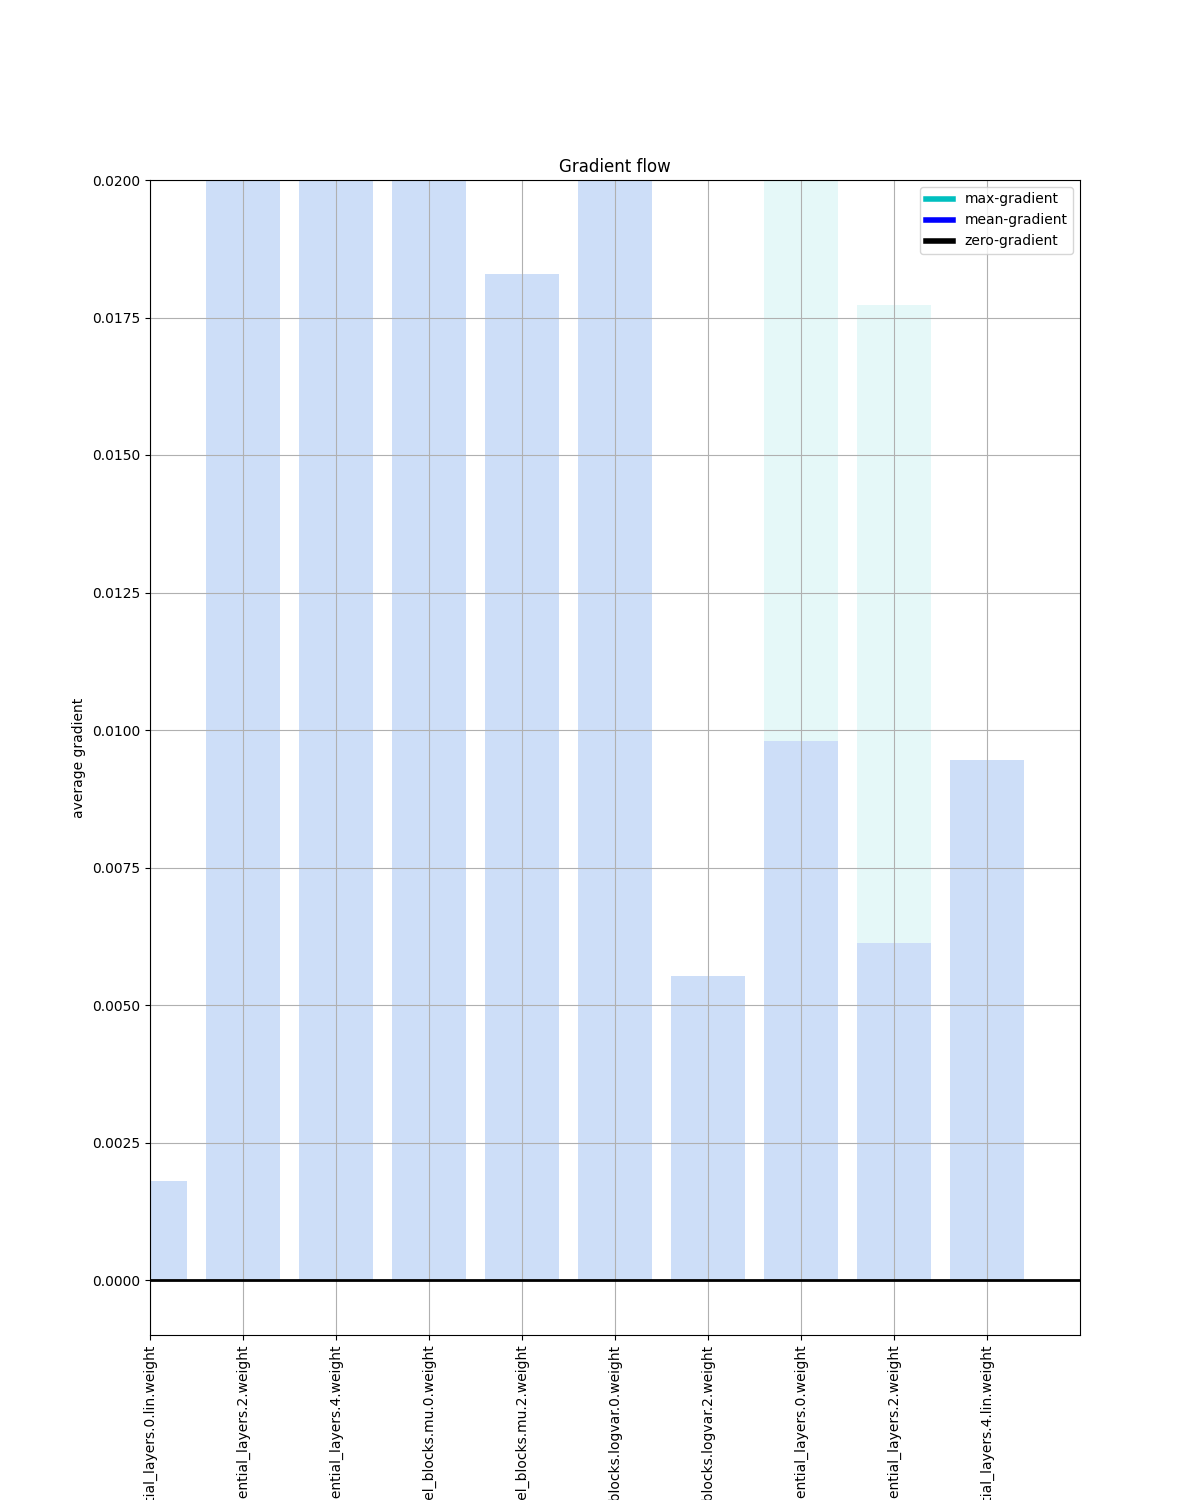 Gradient flow
max-gradient
mean-gradient
zero-gradient
average gradient
0.0200
0.0175
0.0150
0.0125
0.0100
0.0075
0.0050
0.0025
0.0000
tial_layers.0.lin.weight
ential_layers.2.weight
ential_layers.4.weight
el_blocks.mu.0.weight
el_blocks.mu.2.weight
blocks.logvar.0.weight
blocks.logvar.2.weight
ential_layers.0.weight
ential_layers.2.weight
tial_layers.4.lin.weight